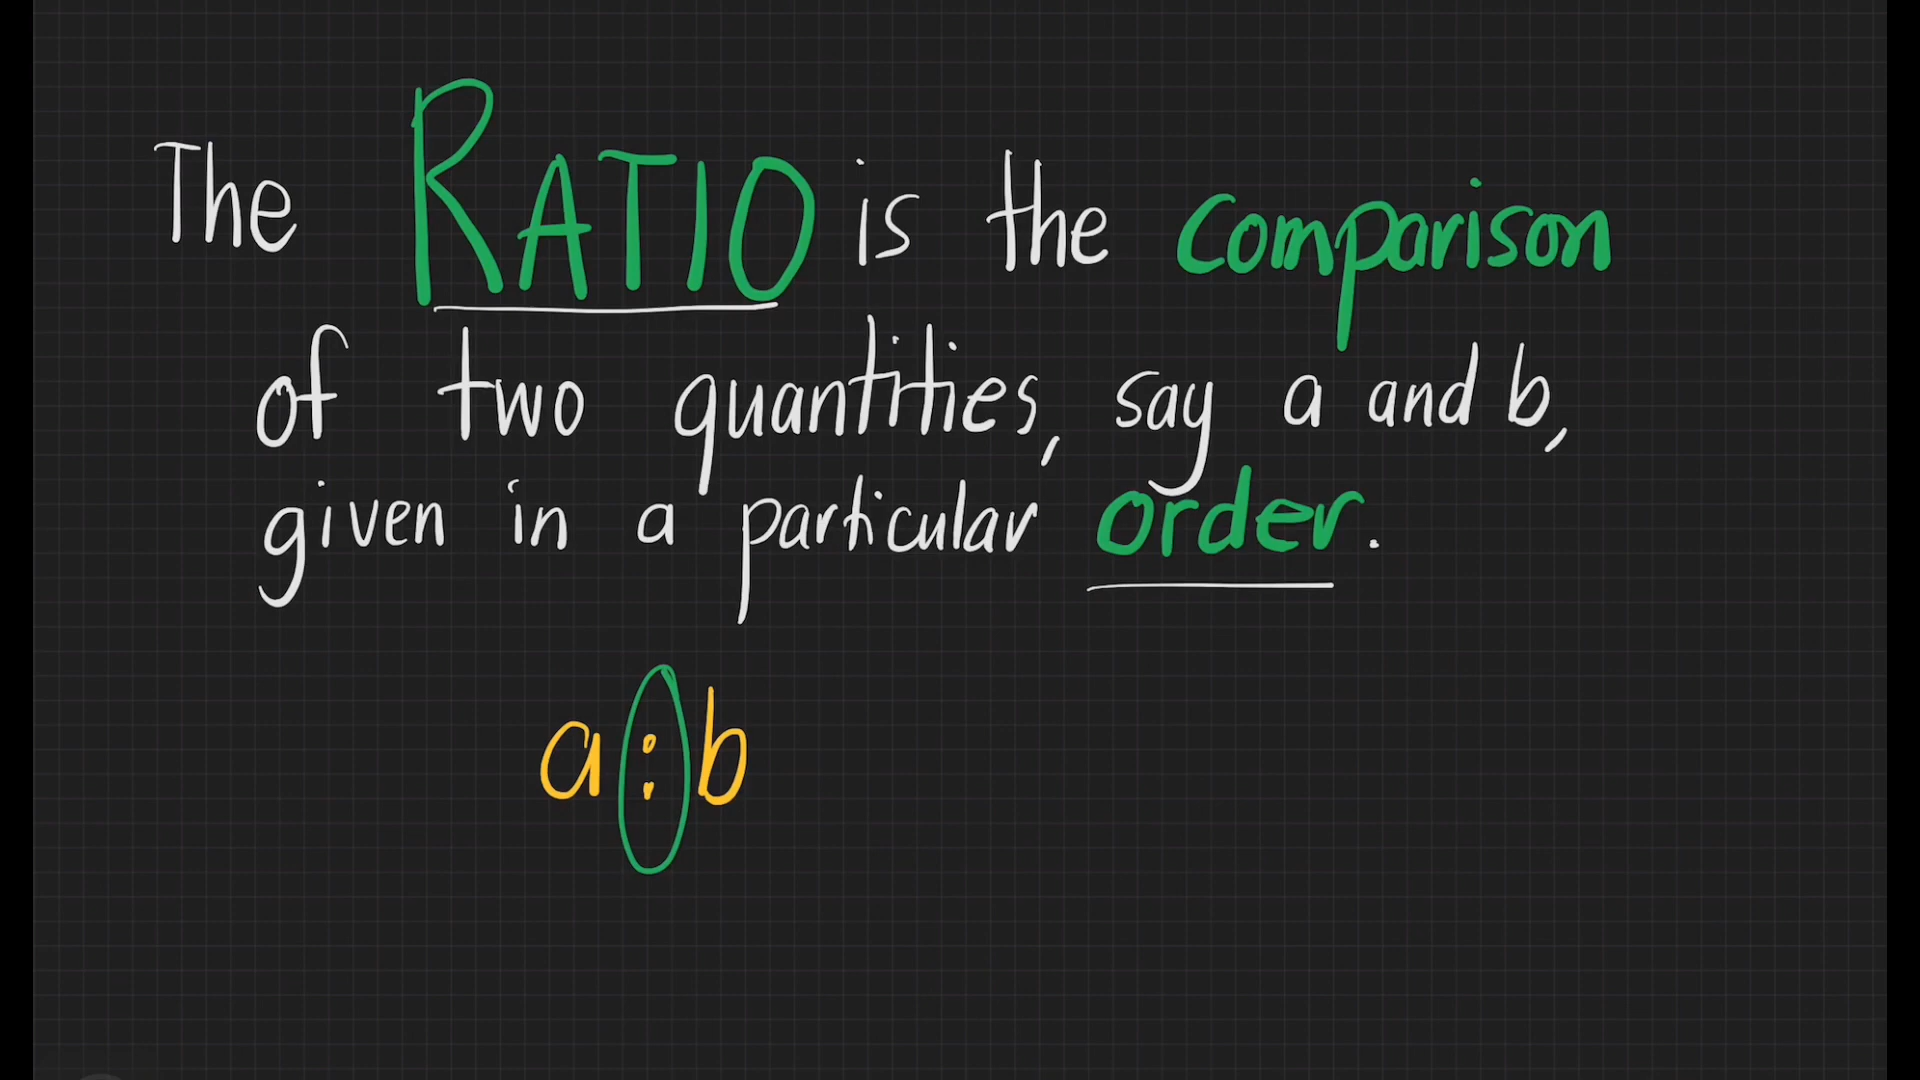 The RATIO is the comparison
of two quantities, say a and b,
given in a particular order.
a : b